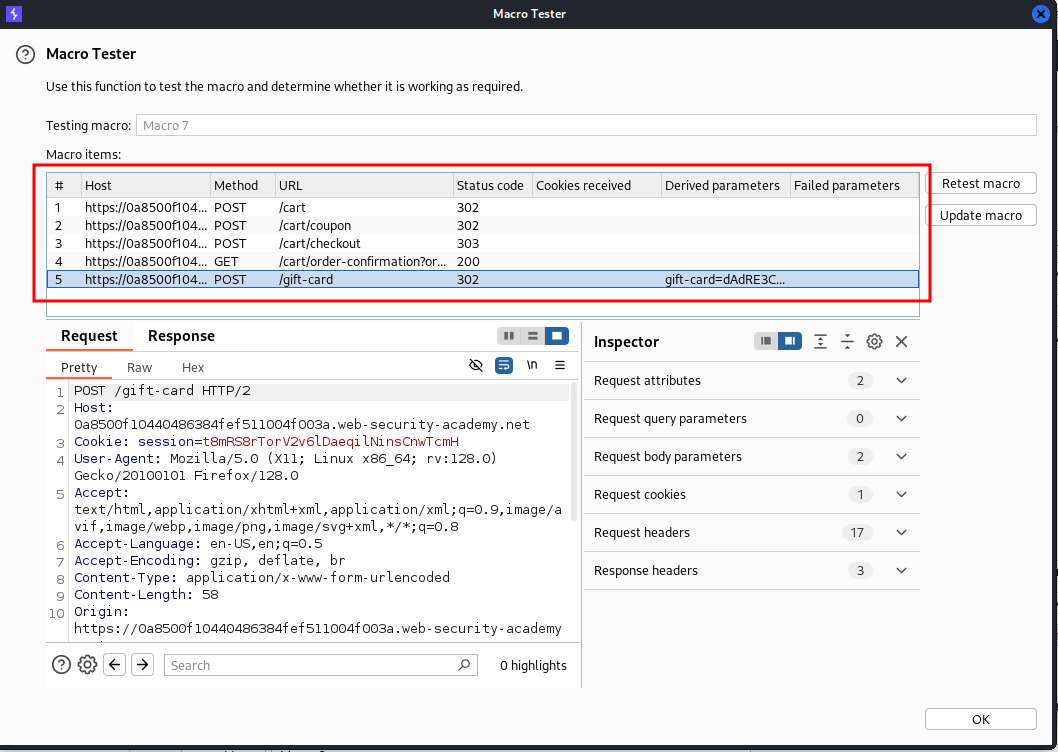 Macro Tester
Macro Tester
Use this function to test the macro and determine whether it is working as required.
Testing macro: Macro 7
Macro items:
# Host Method URL Status code Cookies received Derived parameters Failed parameters
1 https://0a8500f104... POST /cart 302
2 https://0a8500f104... POST /cart/coupon 302
3 https://0a8500f104... POST /cart/checkout 303
4 https://0a8500f104... GET /cart/order-confirmation?or... 200
5 https://0a8500f104... POST /gift-card 302 gift-card=dAdRE3C...
Retest macro
Update macro
Request Response
Pretty Raw Hex
\n
1 POST /gift-card HTTP/2
2 Host:
0a8500f10440486384fef511004f003a.web-security-academy.net
3 Cookie: session=t8mRS8rTorV2v6lDaeqilNinsCnwTcmH
4 User-Agent: Mozilla/5.0 (X11; Linux x86_64; rv:128.0)
Gecko/20100101 Firefox/128.0
5 Accept:
text/html,application/xhtml+xml,application/xml;q=0.9,image/a
vif,image/webp,image/png,image/svg+xml,*/*;q=0.8
6 Accept-Language: en-US,en;q=0.5
7 Accept-Encoding: gzip, deflate, br
8 Content-Type: application/x-www-form-urlencoded
9 Content-Length: 58
10 Origin:
https://0a8500f10440486384fef511004f003a.web-security-academy
Search
0 highlights
Inspector
Request attributes 2
Request query parameters 0
Request body parameters 2
Request cookies 1
Request headers 17
Response headers 3
OK